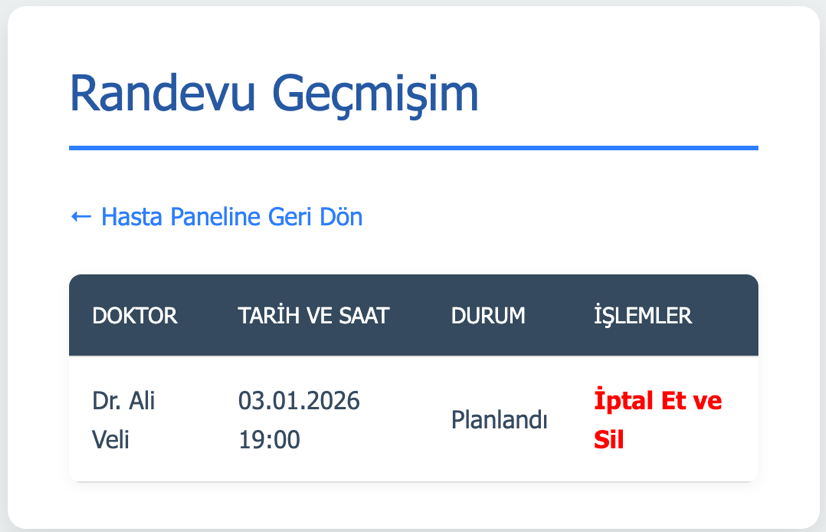 Randevu Geçmişim
← Hasta Paneline Geri Dön
DOKTOR TARİH VE SAAT DURUM İŞLEMLER
Dr. Ali Veli 03.01.2026 19:00 Planlandı İptal Et ve Sil